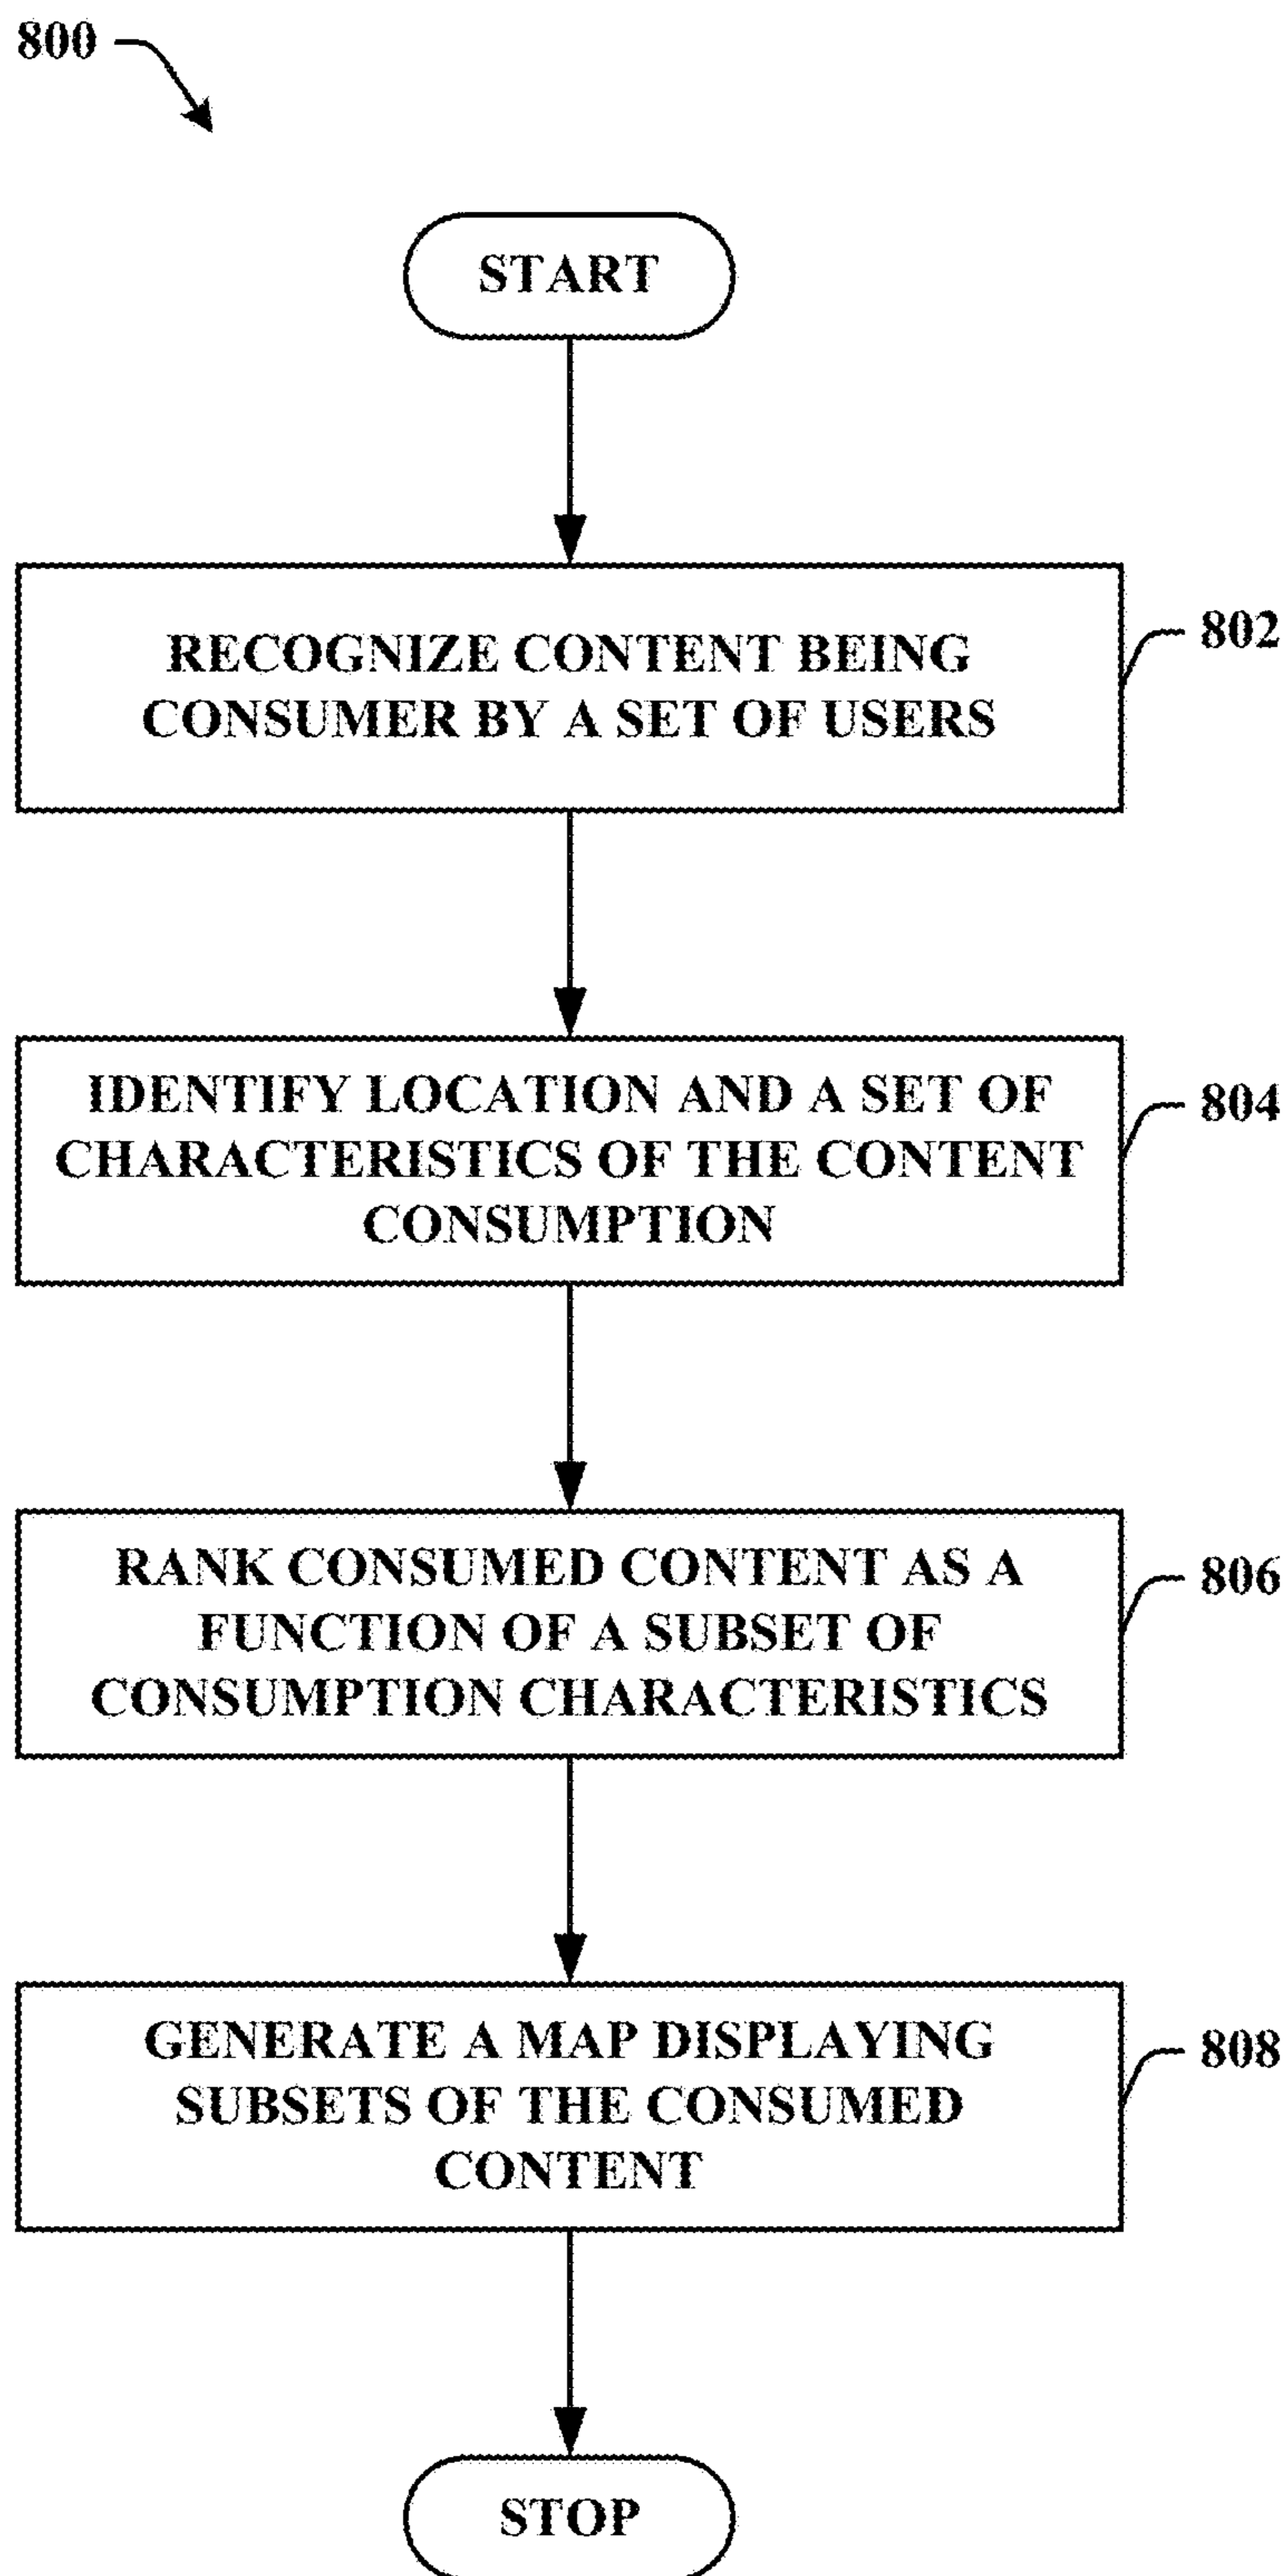 800
START
RECOGNIZE CONTENT BEING
CONSUMER BY A SET OF USERS
802
IDENTIFY LOCATION AND A SET OF
CHARACTERISTICS OF THE CONTENT
CONSUMPTION
804
RANK CONSUMED CONTENT AS A
FUNCTION OF A SUBSET OF
CONSUMPTION CHARACTERISTICS
806
GENERATE A MAP DISPLAYING
SUBSETS OF THE CONSUMED
CONTENT
808
STOP